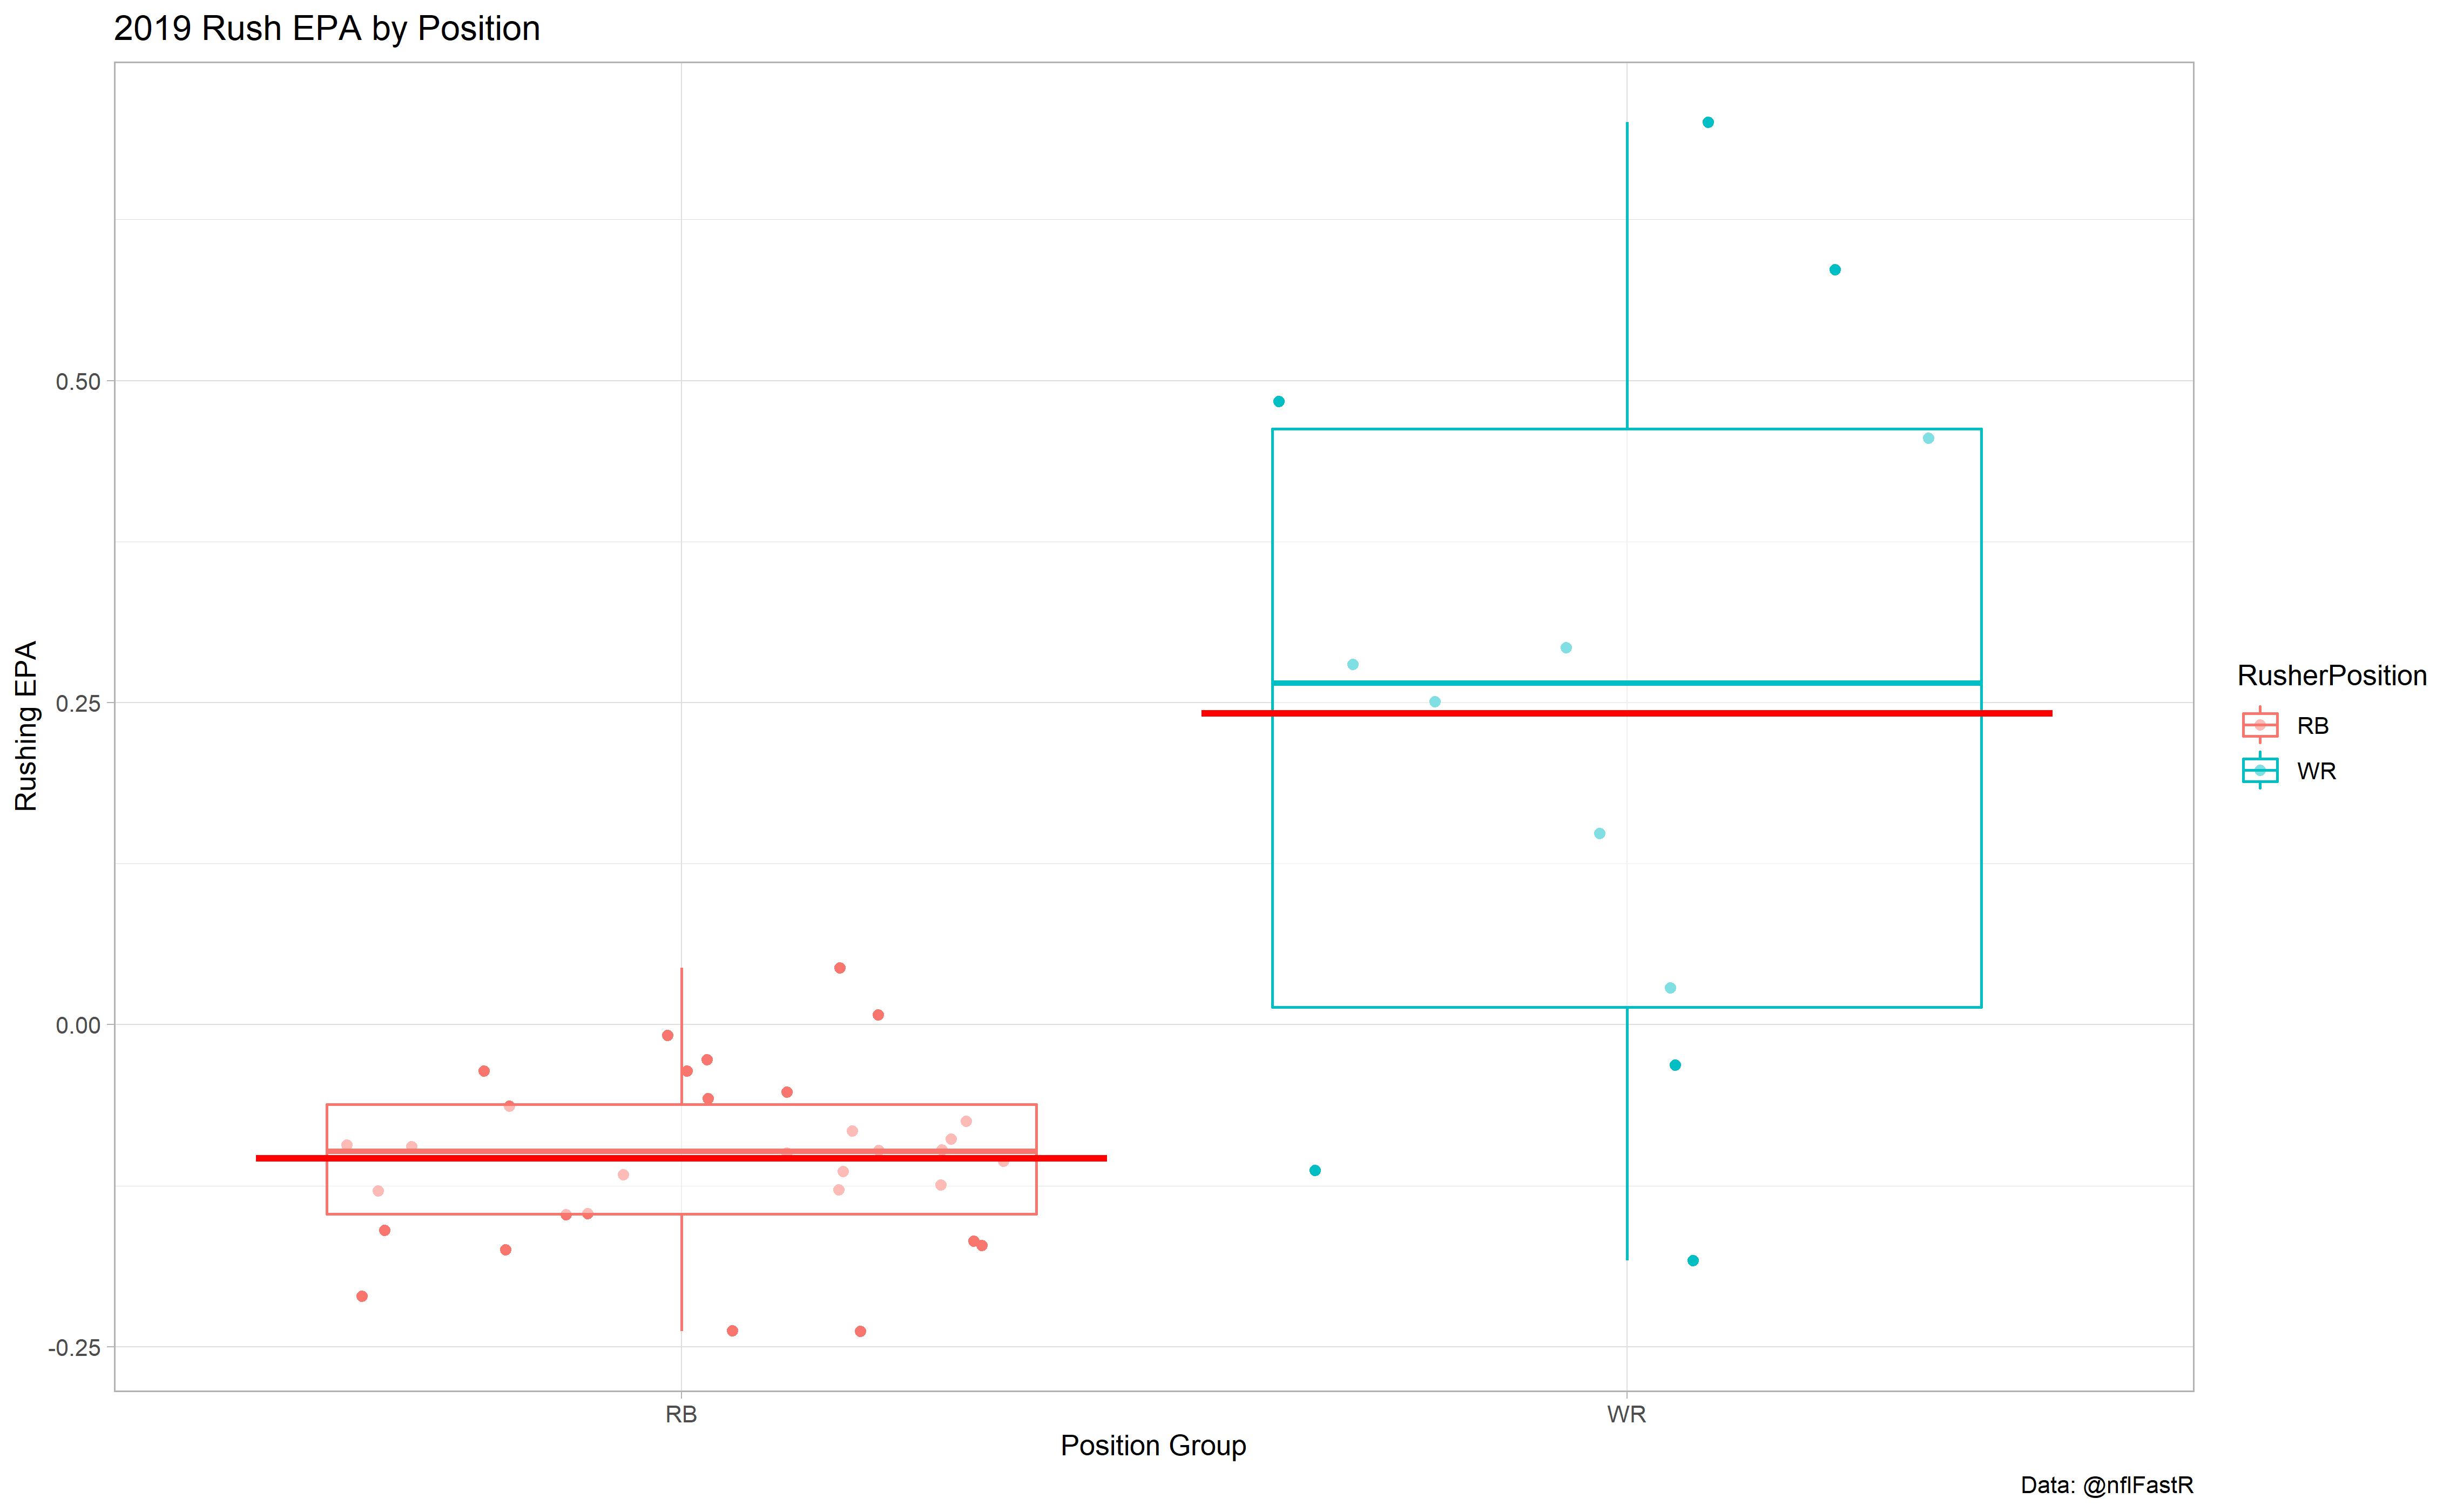 2019 Rush EPA by Position
Rushing EPA
0.50
0.25
0.00
-0.25
RB
WR
Position Group
RusherPosition
RB
WR
Data: @nflFastR